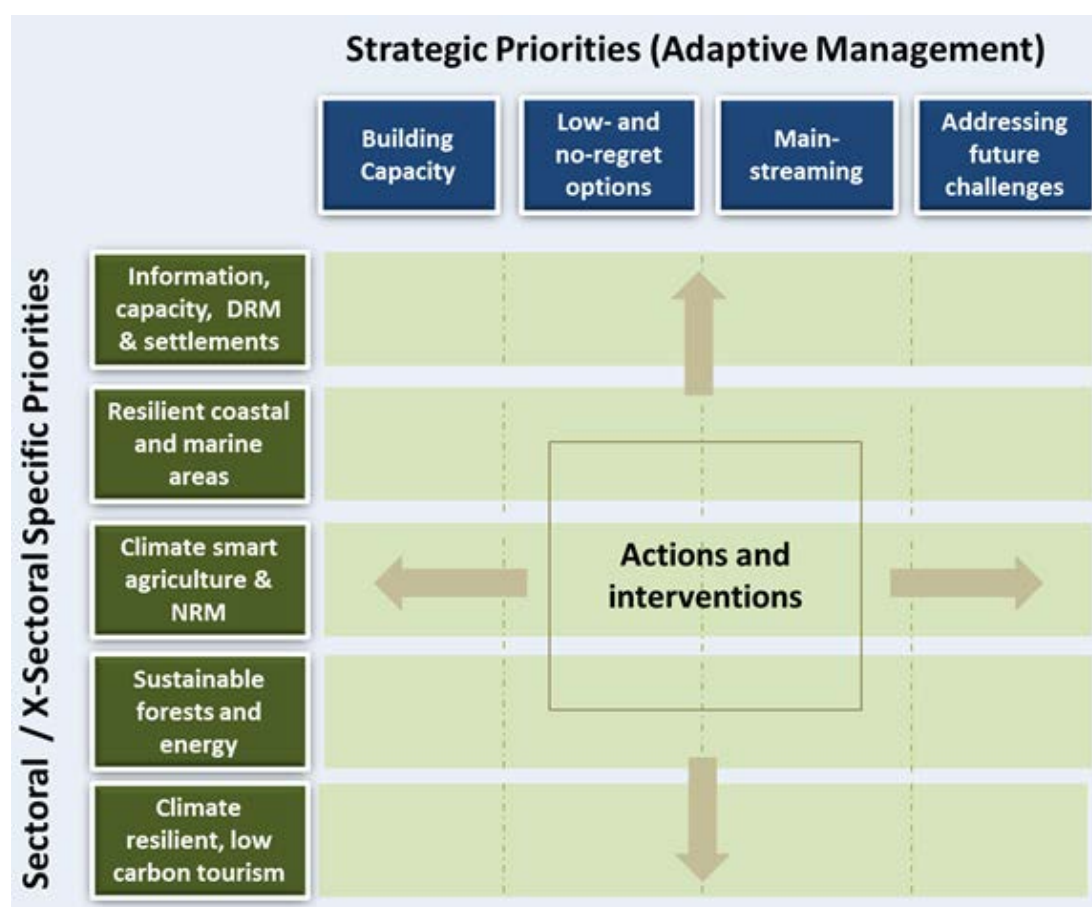 Strategic Priorities (Adaptive Management)
Building
Capacity
Low- and
no-regret
options
Main-
streaming
Addressing
future
challenges
Sectoral / X-Sectoral Specific Priorities
Information,
capacity, DRM
& settlements
Resilient coastal
and marine
areas
Climate smart
agriculture &
NRM
Sustainable
forests and
energy
Climate
resilient, low
carbon tourism
Actions and
interventions